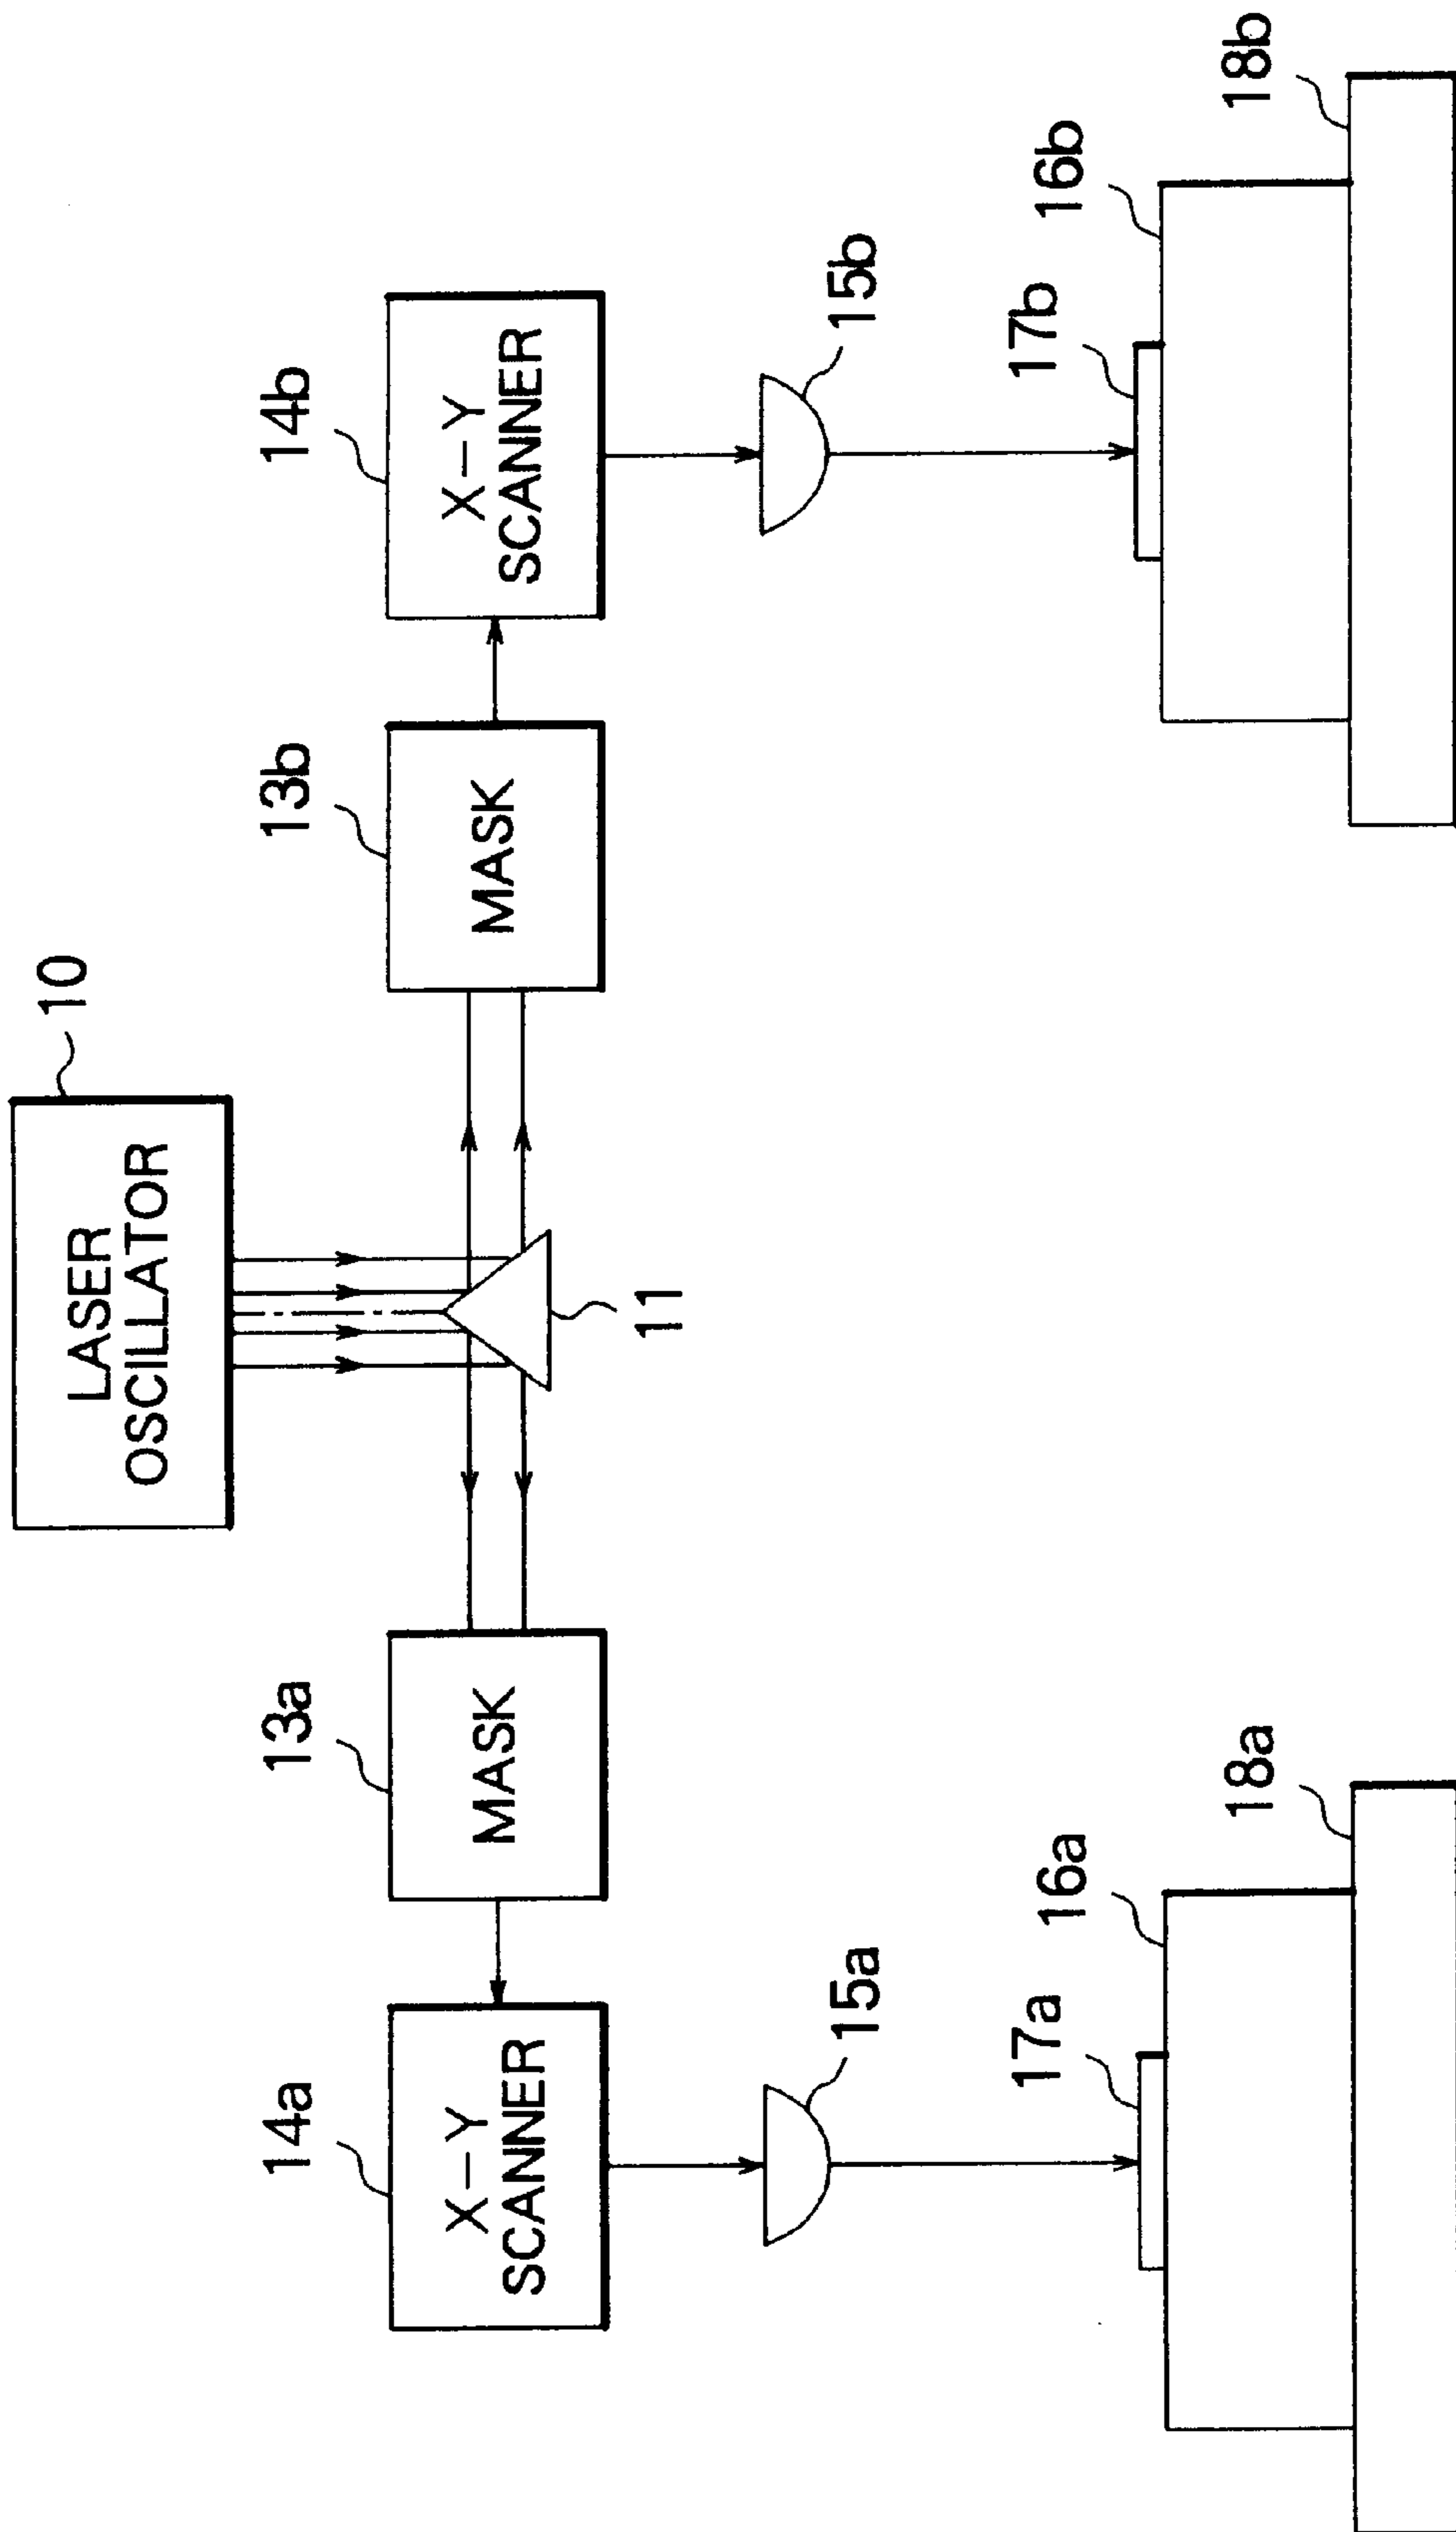 LASER
OSCILLATOR
10
14a
X-Y
SCANNER
13a
MASK
11
13b
MASK
14b
X-Y
SCANNER
15a
15b
17a
16a
18a
17b
16b
18b